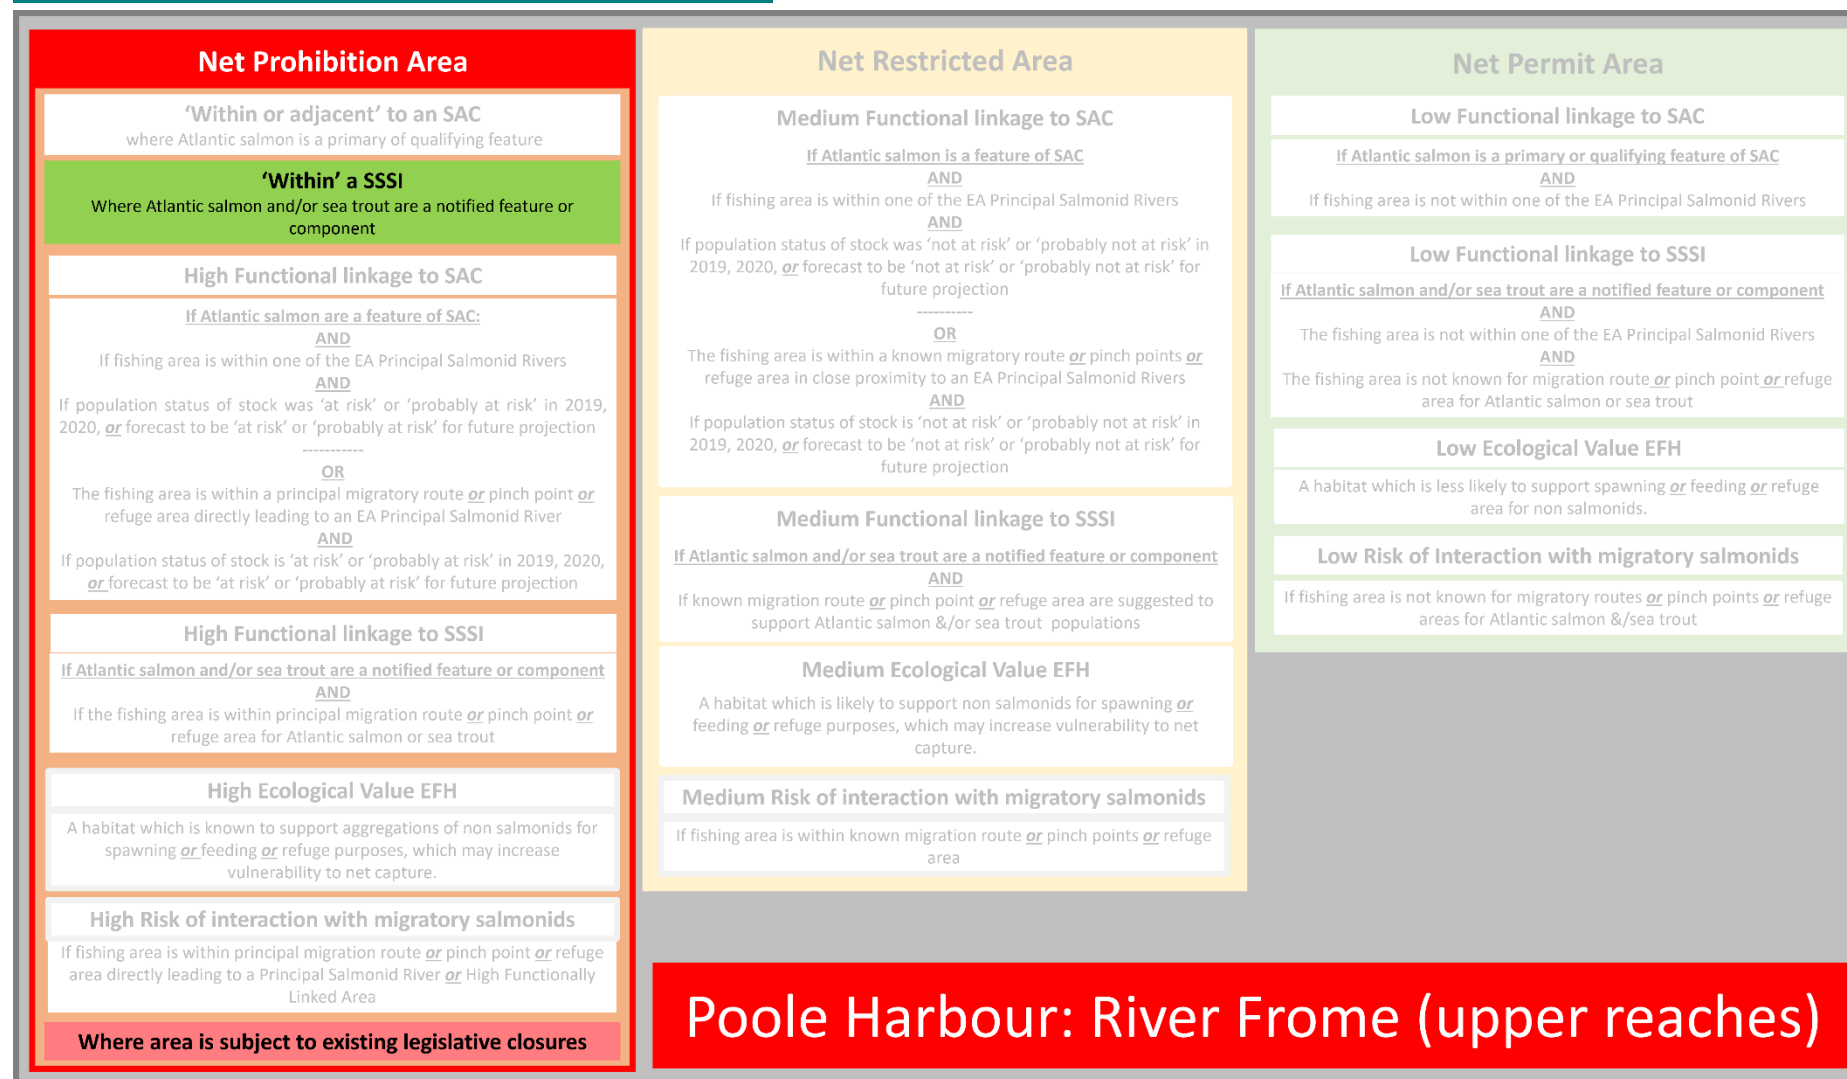 Net Prohibition Area
‘Within or adjacent’ to an SAC
where Atlantic salmon is a primary of qualifying feature
‘Within’ a SSSI
Where Atlantic salmon and/or sea trout are a notified feature or
component
High Functional linkage to SAC
If Atlantic salmon are a feature of SAC:
AND
If fishing area is within one of the EA Principal Salmonid Rivers
AND
If population status of stock was ‘at risk’ or ‘probably at risk’ in 2019,
2020, or forecast to be ‘at risk’ or ‘probably at risk’ for future projection
-----------
OR
The fishing area is within a principal migratory route or pinch point or
refuge area directly leading to an EA Principal Salmonid River
AND
If population status of stock is ‘at risk’ or ‘probably at risk’ in 2019, 2020,
or forecast to be ‘at risk’ or ‘probably at risk’ for future projection
High Functional linkage to SSSI
If Atlantic salmon and/or sea trout are a notified feature or component
AND
If the fishing area is within principal migration route or pinch point or
refuge area for Atlantic salmon or sea trout
High Ecological Value EFH
A habitat which is known to support aggregations of non salmonids for
spawning or feeding or refuge purposes, which may increase
vulnerability to net capture.
High Risk of interaction with migratory salmonids
If fishing area is within principal migration route or pinch point or refuge
area directly leading to a Principal Salmonid River or High Functionally
Linked Area
Where area is subject to existing legislative closures
Net Restricted Area
Medium Functional linkage to SAC
If Atlantic salmon is a feature of SAC
AND
If fishing area is within one of the EA Principal Salmonid Rivers
AND
If population status of stock was ‘not at risk’ or ‘probably not at risk’ in
2019, 2020, or forecast to be ‘not at risk’ or ‘probably not at risk’ for
future projection
----------
OR
The fishing area is within a known migratory route or pinch points or
refuge area in close proximity to an EA Principal Salmonid Rivers
AND
If population status of stock is ‘not at risk’ or ‘probably not at risk’ in
2019, 2020, or forecast to be ‘not at risk’ or ‘probably not at risk’ for
future projection
Medium Functional linkage to SSSI
If Atlantic salmon and/or sea trout are a notified feature or component
AND
If known migration route or pinch point or refuge area are suggested to
support Atlantic salmon &/or sea trout populations
Medium Ecological Value EFH
A habitat which is likely to support non salmonids for spawning or
feeding or refuge purposes, which may increase vulnerability to net
capture.
Medium Risk of interaction with migratory salmonids
If fishing area is within known migration route or pinch points or refuge
area
Net Permit Area
Low Functional linkage to SAC
If Atlantic salmon is a primary or qualifying feature of SAC
AND
If fishing area is not within one of the EA Principal Salmonid Rivers
Low Functional linkage to SSSI
If Atlantic salmon and/or sea trout are a notified feature or component
AND
The fishing area is not within one of the EA Principal Salmonid Rivers
AND
The fishing area is not known for migration route or pinch point or refuge
area for Atlantic salmon or sea trout
Low Ecological Value EFH
A habitat which is less likely to support spawning or feeding or refuge
area for non salmonids.
Low Risk of Interaction with migratory salmonids
If fishing area is not known for migratory routes or pinch points or refuge
areas for Atlantic salmon &/sea trout
Poole Harbour: River Frome (upper reaches)